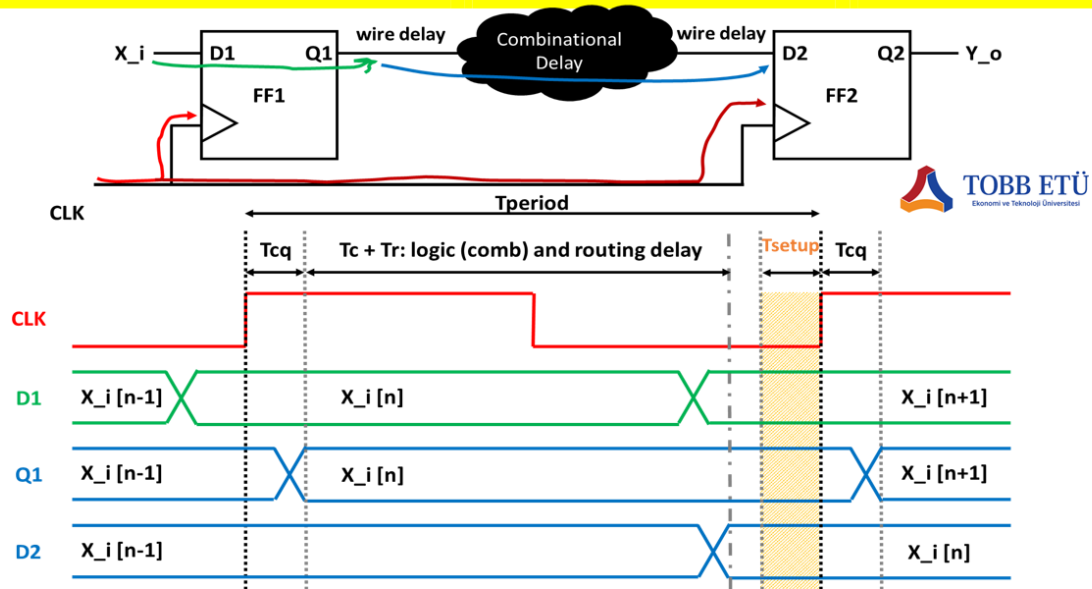 wire delay
wire delay
Combinational
Delay
X_i
D1
Q1
D2
Q2
Y_o
FF1
FF2
TOBB ETÜ
Ekonomi ve Teknoloji Üniversitesi
CLK
Tperiod
Tcq
Tc + Tr: logic (comb) and routing delay
Tsetup
Tcq
CLK
D1
X_i [n-1]
X_i [n]
X_i [n+1]
Q1
X_i [n-1]
X_i [n]
X_i [n+1]
D2
X_i [n-1]
X_i [n]